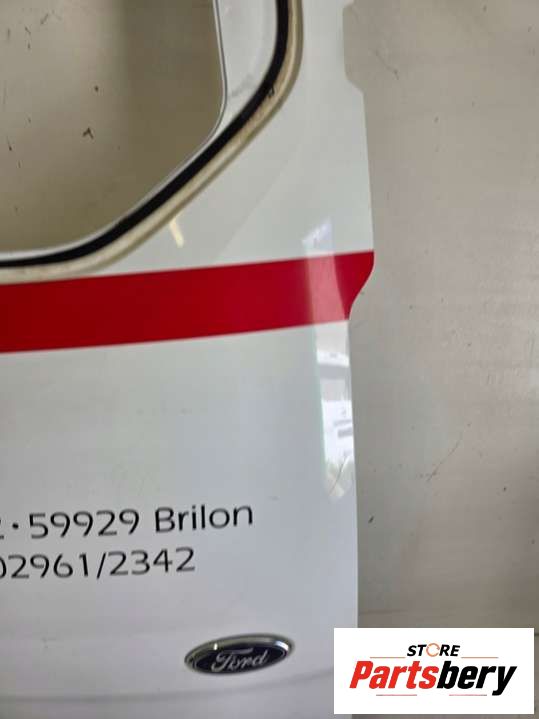 · 59929 Brilon
02961/2342
Ford
STORE
Partsbery